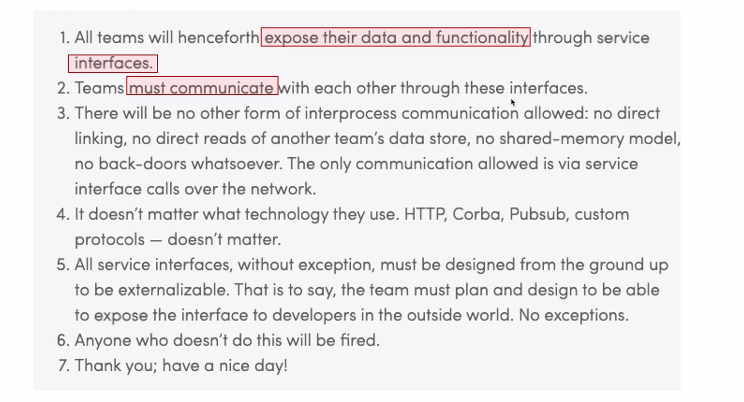 1. All teams will henceforth expose their data and functionality through service
interfaces.
2. Teams must communicate with each other through these interfaces.
3. There will be no other form of interprocess communication allowed: no direct
linking, no direct reads of another team’s data store, no shared-memory model,
no back-doors whatsoever. The only communication allowed is via service
interface calls over the network.
4. It doesn’t matter what technology they use. HTTP, Corba, Pubsub, custom
protocols — doesn’t matter.
5. All service interfaces, without exception, must be designed from the ground up
to be externalizable. That is to say, the team must plan and design to be able
to expose the interface to developers in the outside world. No exceptions.
6. Anyone who doesn’t do this will be fired.
7. Thank you; have a nice day!